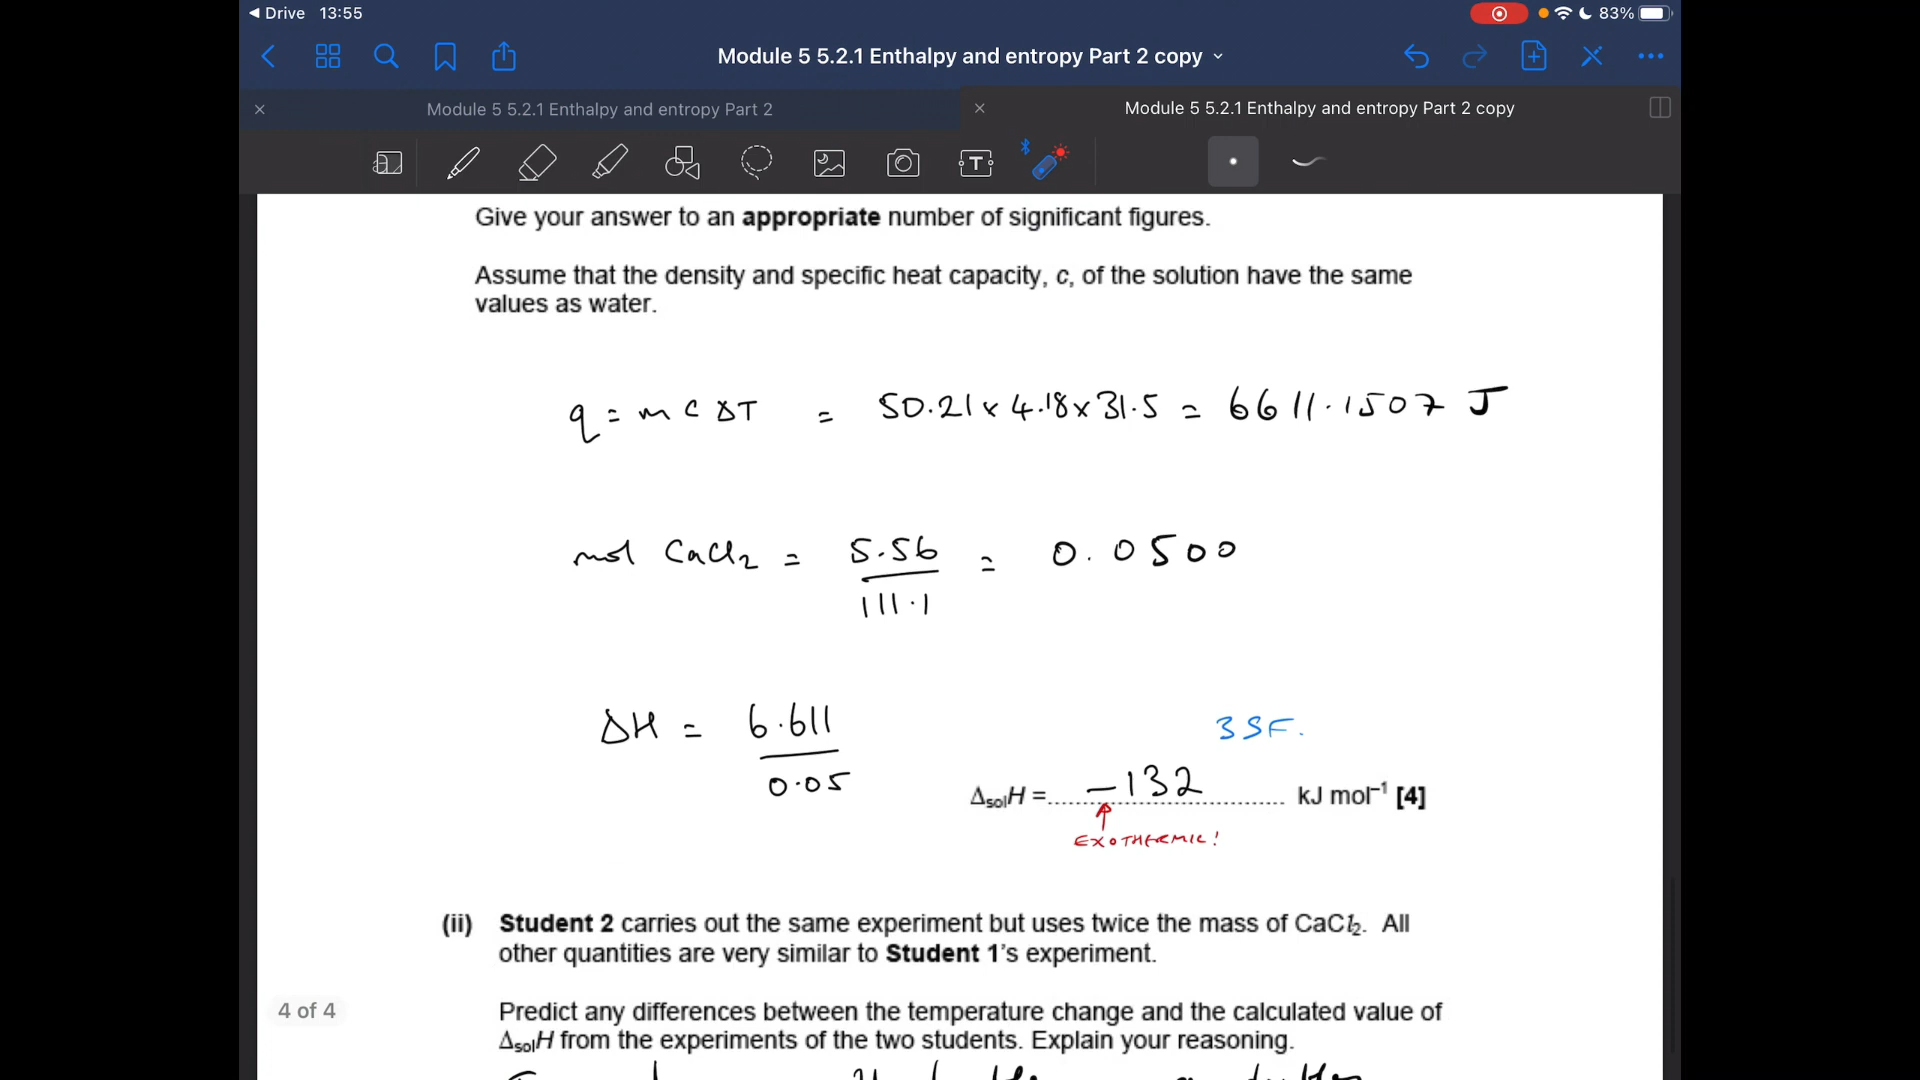 Drive 13:55 83%
Module 5 5.2.1 Enthalpy and entropy Part 2 copy
Module 5 5.2.1 Enthalpy and entropy Part 2
Module 5 5.2.1 Enthalpy and entropy Part 2 copy
Give your answer to an appropriate number of significant figures.
Assume that the density and specific heat capacity, c, of the solution have the same
values as water.
q = m c ΔT = 50.21 x 4.18 x 31.5 = 6611.1507 J
mol CaCl₂ = 5.56 = 0.0500
111.1
ΔH = 6.611
0.05
3 SF.
ΔsolH = -132 kJ mol⁻¹ [4]
EXOTHERMIC!
(ii) Student 2 carries out the same experiment but uses twice the mass of CaCl₂. All
other quantities are very similar to Student 1's experiment.
4 of 4
Predict any differences between the temperature change and the calculated value of
ΔsolH from the experiments of the two students. Explain your reasoning.